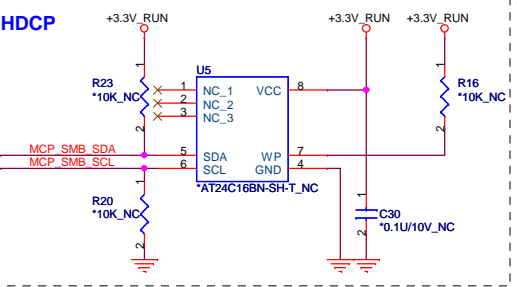 HDCP
+3.3V_RUN
+3.3V_RUN
+3.3V_RUN
U5
R23
*10K_NC
1
2
1
2
3
NC_1
NC_2
NC_3
VCC
8
R16
*10K_NC
1
2
MCP_SMB_SDA
MCP_SMB_SCL
5
6
SDA
SCL
WP
GND
7
4
*AT24C16BN-SH-T_NC
R20
*10K_NC
1
2
C30
*0.1U/10V_NC
1
2